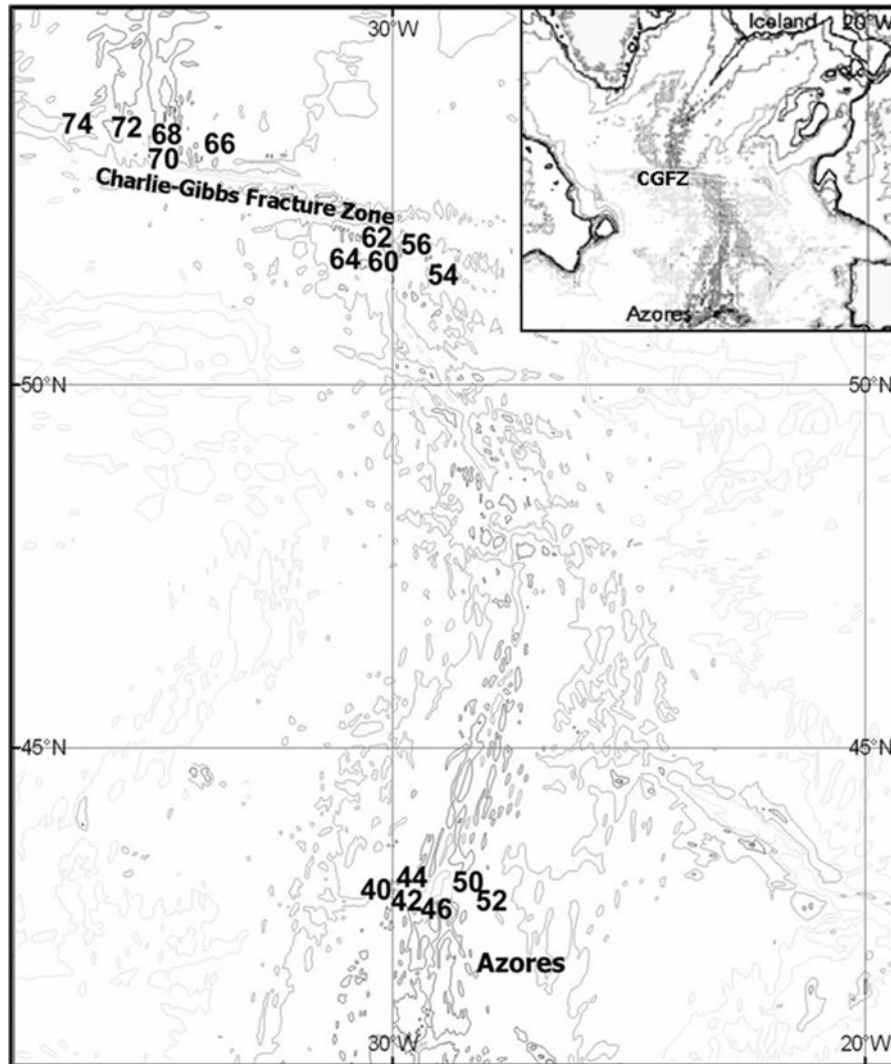 30°W
Iceland 20°W
74
72
68
66
70
Charlie-Gibbs Fracture Zone
CGFZ
62
56
64
60
54
Azores
50°N
50°N
45°N
45°N
44
50
40
42
46
52
Azores
30°W
20°W